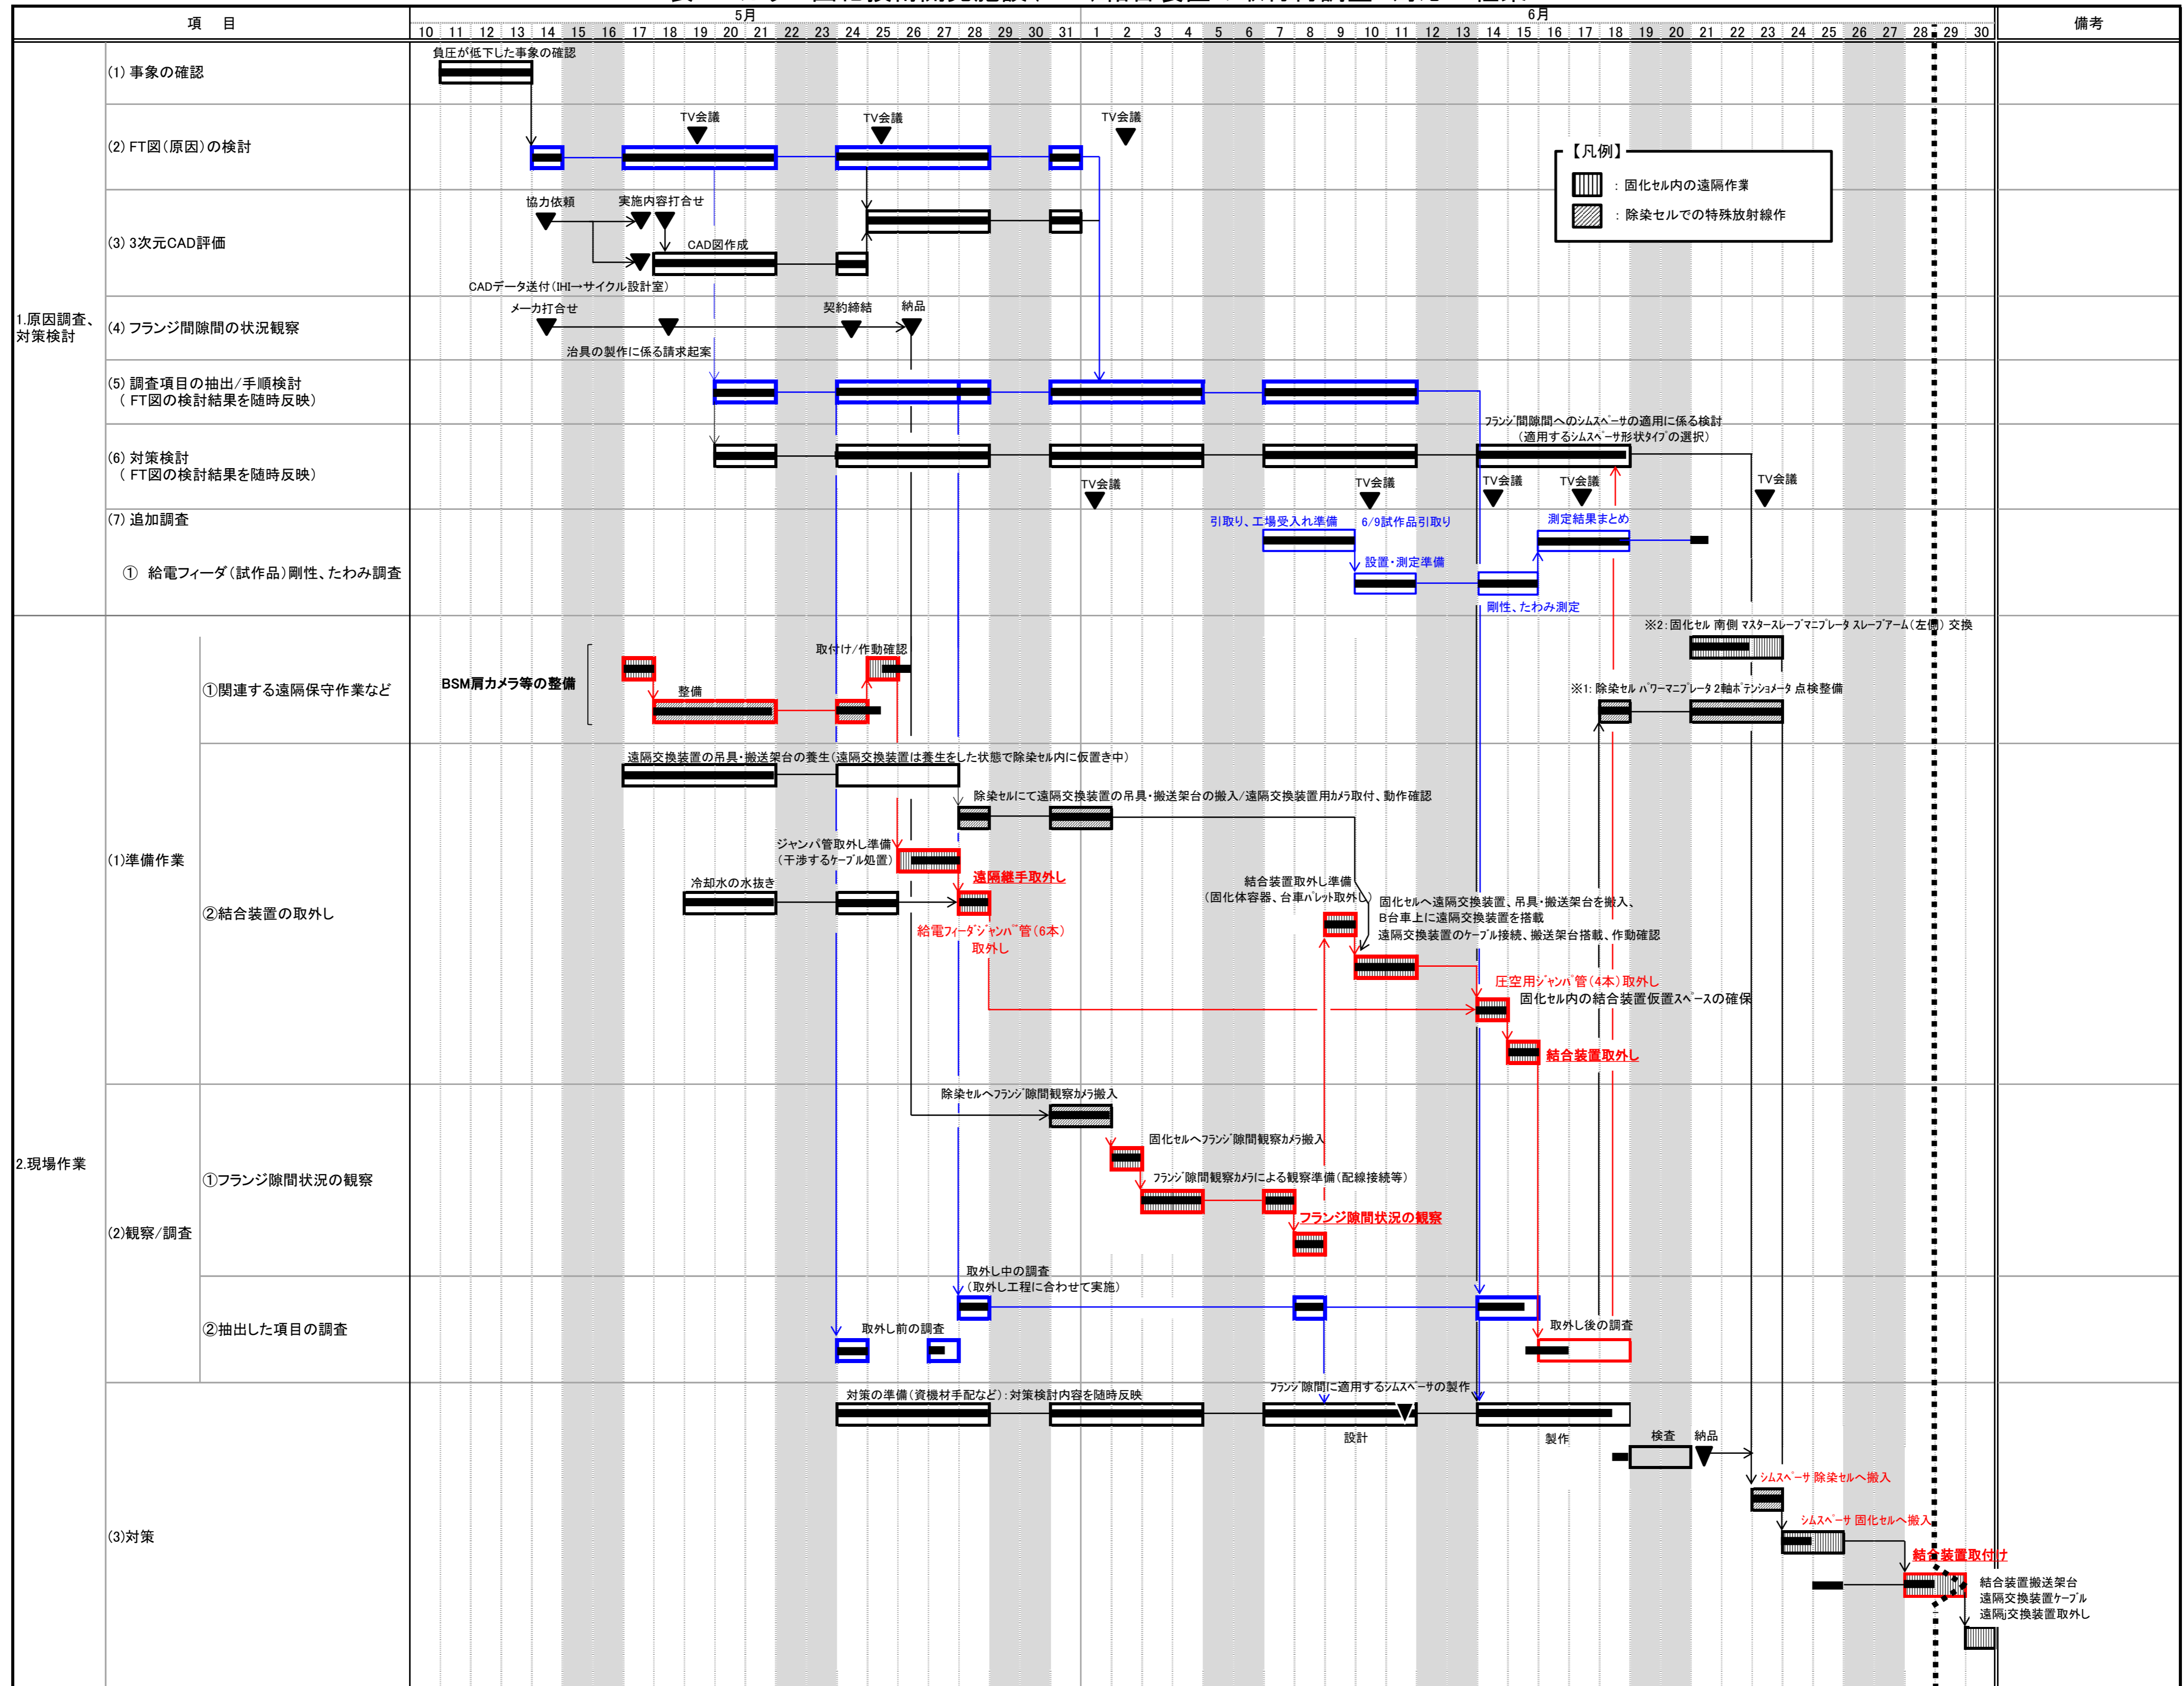 項　目
5月
6月
備考
10 11 12 13 14 15 16 17 18 19 20 21 22 23 24 25 26 27 28 29 30 31 1 2 3 4 5 6 7 8 9 10 11 12 13 14 15 16 17 18 19 20 21 22 23 24 25 26 27 28 29 30
1.原因調査、
対策検討
(1) 事象の確認
負圧が低下した事象の確認
(2) FT図(原因)の検討
TV会議
TV会議
TV会議
【凡例】
：固化セル内の遠隔作業
：除染セルでの特殊放射線作
(3) 3次元CAD評価
協力依頼
実施内容打合せ
CAD図作成
CADデータ送付(IHI→サイクル設計室)
(4) フランジ間隙間の状況観察
メーカ打合せ
契約締結
納品
治具の製作に係る請求起案
(5) 調査項目の抽出/手順検討
( FT図の検討結果を随時反映)
(6) 対策検討
( FT図の検討結果を随時反映)
フランジ間隙間へのシムスペーサの適用に係る検討
(適用するシムスペーサ形状タイプの選択)
TV会議
TV会議
TV会議
TV会議
TV会議
(7) 追加調査
①　給電フィーダ(試作品)剛性、たわみ調査
引取り、工場受入れ準備
6/9試作品引取り
測定結果まとめ
設置・測定準備
剛性、たわみ測定
2.現場作業
(1)準備作業
①関連する遠隔保守作業など
BSM肩カメラ等の整備
取付け/作動確認
整備
※2：固化セル 南側 マスタースレーブマニプレータ スレーブアーム(左側) 交換
※1：除染セル パワーマニプレータ 2軸ポテンショメータ 点検整備
②結合装置の取外し
遠隔交換装置の吊具・搬送架台の養生(遠隔交換装置は養生をした状態で除染セル内に仮置き中)
除染セルにて遠隔交換装置の吊具・搬送架台の搬入/遠隔交換装置用カメラ取付、動作確認
ジャンパ管取外し準備
(干渉するケーブル処置)
遠隔継手取外し
冷却水の水抜き
給電フィーダジャンパ管(6本)
取外し
結合装置取外し準備
(固化体容器、台車パレット取外し)
固化セルへ遠隔交換装置、吊具・搬送架台を搬入、
B台車上に遠隔交換装置を搭載
遠隔交換装置のケーブル接続、搬送架台搭載、作動確認
圧空用ジャンパ管(4本)取外し
固化セル内の結合装置仮置スペースの確保
結合装置取外し
(2)観察/調査
①フランジ隙間状況の観察
除染セルへフランジ隙間観察カメラ搬入
固化セルへフランジ隙間観察カメラ搬入
フランジ隙間観察カメラによる観察準備(配線接続等)
フランジ隙間状況の観察
②抽出した項目の調査
取外し中の調査
(取外し工程に合わせて実施)
取外し前の調査
取外し後の調査
(3)対策
対策の準備(資機材手配など)：対策検討内容を随時反映
フランジ隙間に適用するシムスペーサの製作
設計
製作
検査
納品
シムスペーサ 除染セルへ搬入
シムスペーサ 固化セルへ搬入
結合装置取付け
結合装置搬送架台
遠隔交換装置ケーブル
遠隔j交換装置取外し